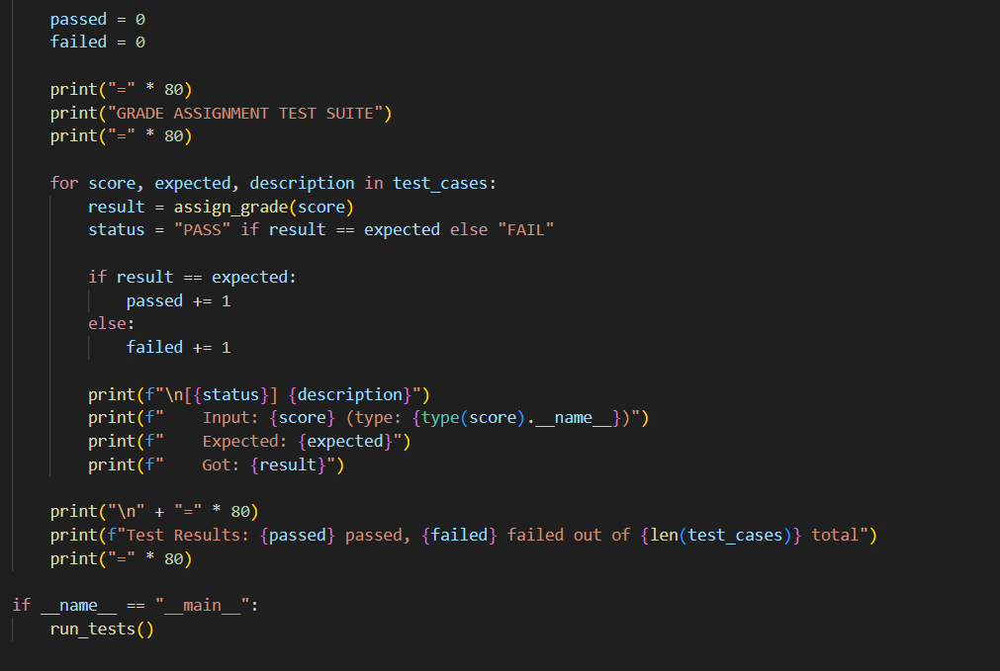 passed = 0
    failed = 0

    print("=" * 80)
    print("GRADE ASSIGNMENT TEST SUITE")
    print("=" * 80)

    for score, expected, description in test_cases:
        result = assign_grade(score)
        status = "PASS" if result == expected else "FAIL"

        if result == expected:
            passed += 1
        else:
            failed += 1

        print(f"\n[{status}] {description}")
        print(f"    Input: {score} (type: {type(score).__name__})")
        print(f"    Expected: {expected}")
        print(f"    Got: {result}")

    print("\n" + "=" * 80)
    print(f"Test Results: {passed} passed, {failed} failed out of {len(test_cases)} total")
    print("=" * 80)

if __name__ == "__main__":
    run_tests()